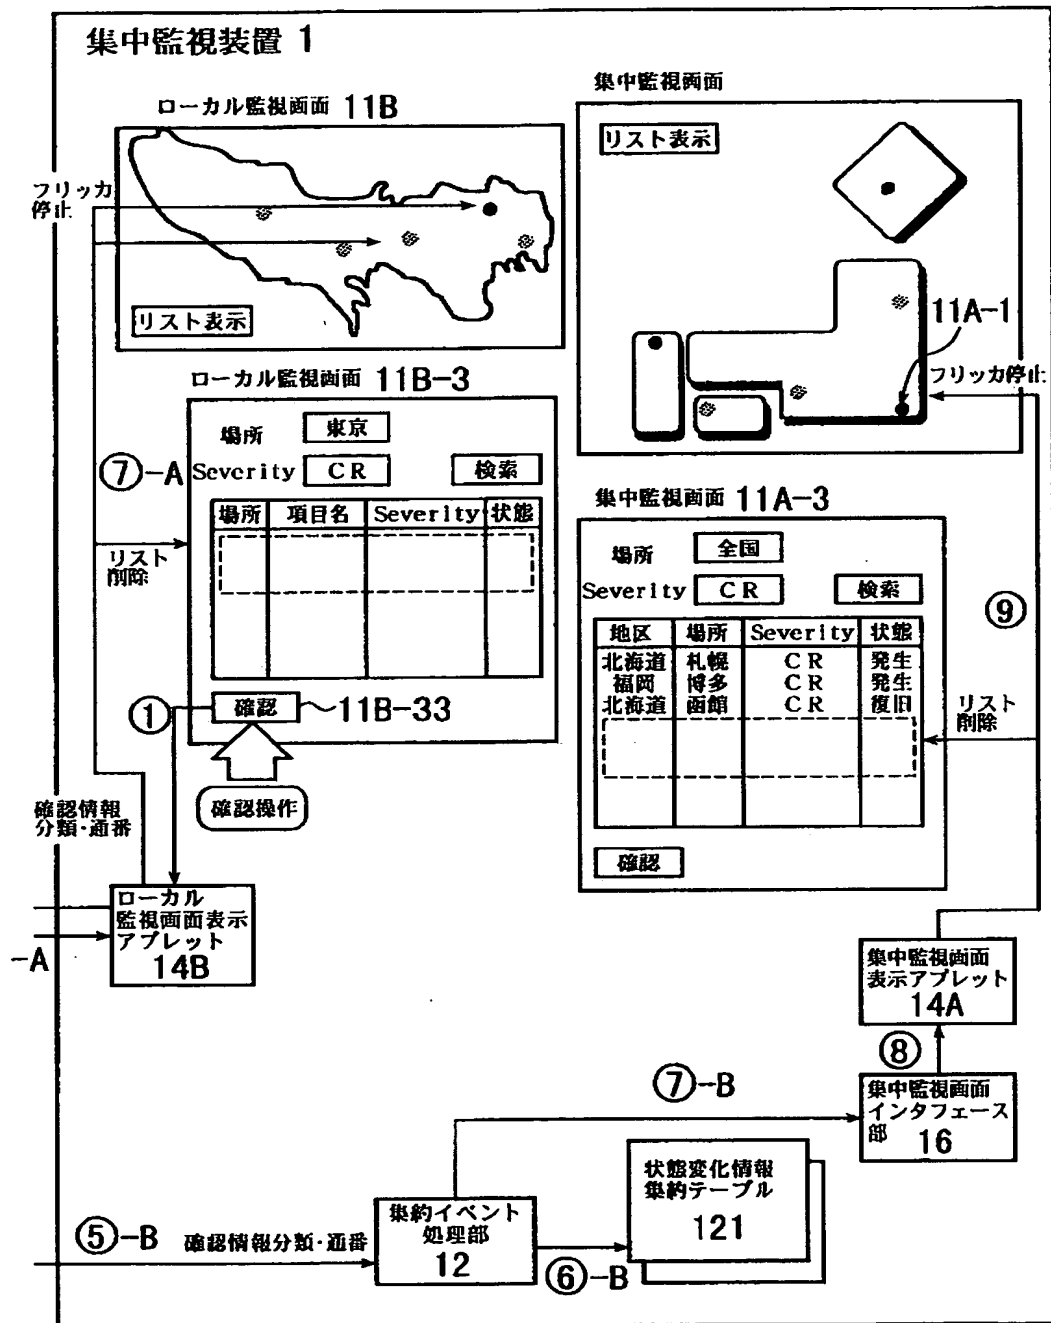 集中監視装置 1
ローカル監視画面 11B
集中監視画面
リスト表示
フリッカ
停止
リスト表示
11A-1
フリッカ停止
ローカル監視画面 11B-3
場所 東京
⑦-A
Severity CR 検索
場所 項目名 Severity 状態
リスト
削除
① 確認 11B-33
確認操作
集中監視画面 11A-3
場所 全国
Severity CR 検索
⑨
地区 場所 Severity 状態
北海道 札幌 CR 発生
福岡 博多 CR 発生
北海道 函館 CR 復旧
リスト
削除
確認
確認情報
分類・通番
ローカル
監視画面表示
アプレット
14B
-A
集中監視画面
表示アプレット
14A
⑧
⑦-B
集中監視画面
インタフェース
部 16
状態変化情報
集約テーブル
121
⑤-B 確認情報分類・通番
集約イベント
処理部
12
⑥-B